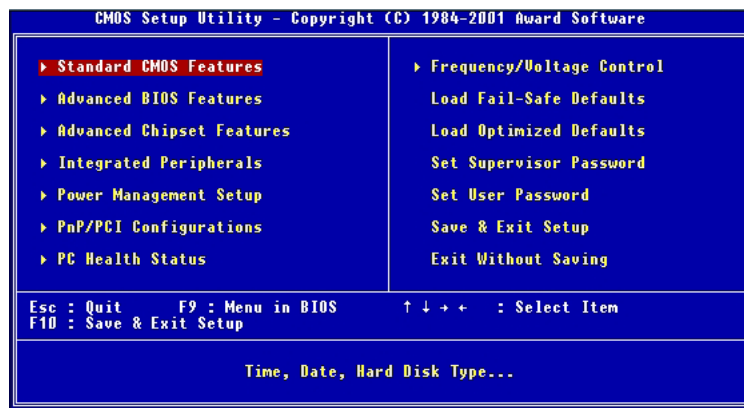 CMOS Setup Utility - Copyright (C) 1984-2001 Award Software
▸ Standard CMOS Features
▸ Advanced BIOS Features
▸ Advanced Chipset Features
▸ Integrated Peripherals
▸ Power Management Setup
▸ PnP/PCI Configurations
▸ PC Health Status
▸ Frequency/Voltage Control
Load Fail-Safe Defaults
Load Optimized Defaults
Set Supervisor Password
Set User Password
Save & Exit Setup
Exit Without Saving
Esc : Quit F9 : Menu in BIOS ↑ ↓ → ← : Select Item
F10 : Save & Exit Setup
Time, Date, Hard Disk Type...